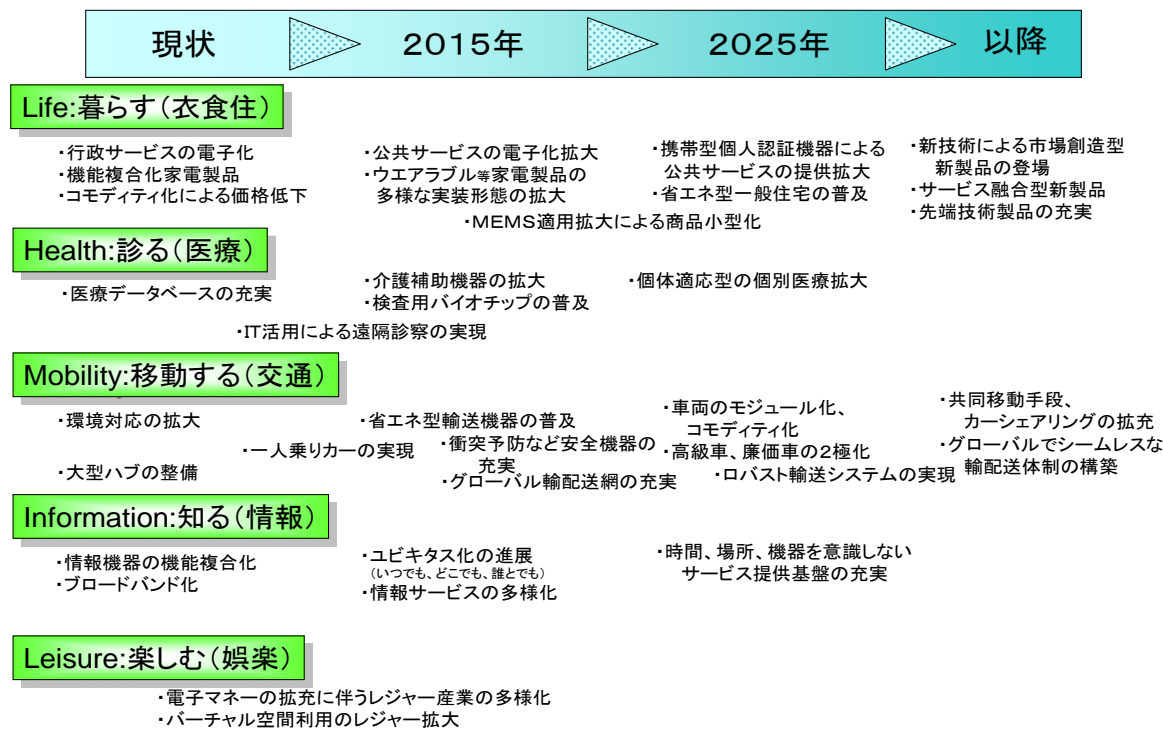 現状
2015年
2025年
以降
Life:暮らす(衣食住)
・行政サービスの電子化
・機能複合化家電製品
・コモディティ化による価格低下
・公共サービスの電子化拡大
・ウエアラブル等家電製品の
多様な実装形態の拡大
・携帯型個人認証機器による
公共サービスの提供拡大
・省エネ型一般住宅の普及
・新技術による市場創造型
新製品の登場
・サービス融合型新製品
・先端技術製品の充実
・MEMS適用拡大による商品小型化
Health:診る(医療)
・医療データベースの充実
・介護補助機器の拡大
・検査用バイオチップの普及
・個体適応型の個別医療拡大
・IT活用による遠隔診察の実現
Mobility:移動する(交通)
・環境対応の拡大
・大型ハブの整備
・一人乗りカーの実現
・省エネ型輸送機器の普及
・衝突予防など安全機器の
充実
・グローバル輸配送網の充実
・車両のモジュール化、
コモディティ化
・高級車、廉価車の2極化
・ロバスト輸送システムの実現
・共同移動手段、
カーシェアリングの拡充
・グローバルでシームレスな
輸配送体制の構築
Information:知る(情報)
・情報機器の機能複合化
・ブロードバンド化
・ユビキタス化の進展
(いつでも、どこでも、誰とでも)
・情報サービスの多様化
・時間、場所、機器を意識しない
サービス提供基盤の充実
Leisure:楽しむ(娯楽)
・電子マネーの拡充に伴うレジャー産業の多様化
・バーチャル空間利用のレジャー拡大